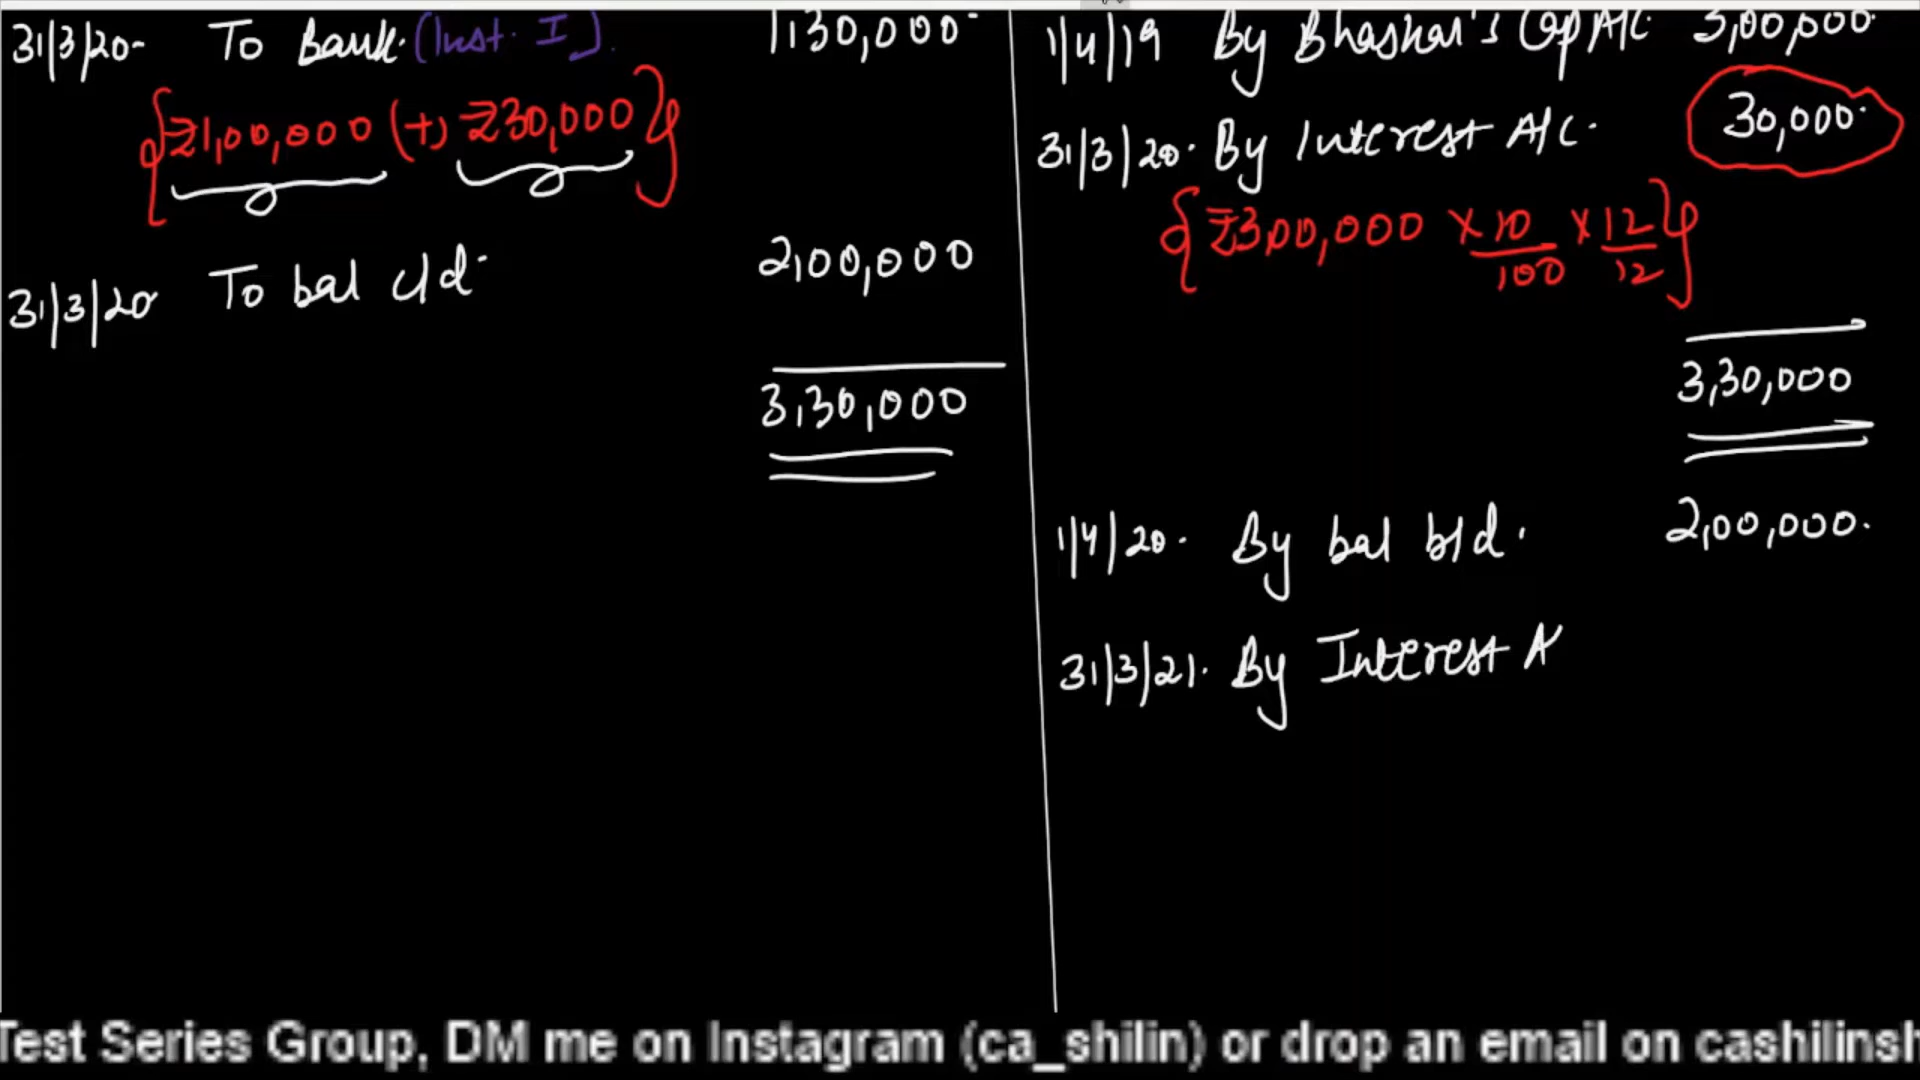 31/3/20- To Bank. (Inst. I). 1,30,000-
{₹1,00,000 (+) ₹30,000}
31/3/20 To bal c/d- 2,00,000
3,30,000
1/4/19 By Bhaskar's Cap A/c. 3,00,000.
31/3/20. By Interest A/c. 30,000.
{₹3,00,000 × 10/100 × 12/12}
3,30,000
1/4/20. By bal b/d. 2,00,000.
31/3/21. By Interest A
Test Series Group, DM me on Instagram (ca_shilin) or drop an email on cashilinsh